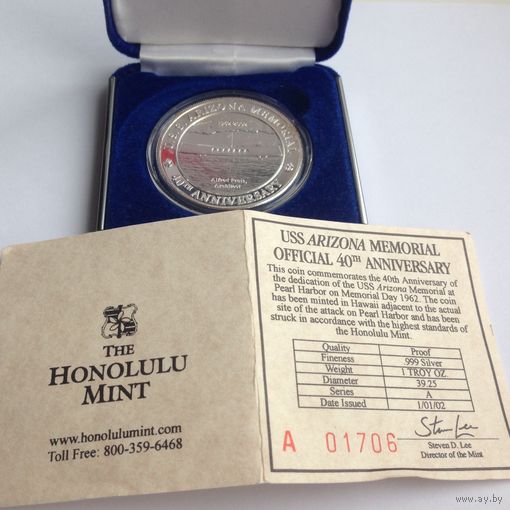 U.S.S. ARIZONA MEMORIAL
Alfred Preis,
Architect
40TH ANNIVERSARY
THE
HONOLULU
MINT
www.honolulumint.com
Toll Free: 800-359-6468
USS ARIZONA MEMORIAL
OFFICIAL 40TH ANNIVERSARY
This coin commemorates the 40th Anniversary of
the dedication of the USS Arizona Memorial at
Pearl Harbor on Memorial Day 1962. The coin
has been minted in Hawaii adjacent to the actual
site of the attack on Pearl Harbor and has been
struck in accordance with the highest standards of
the Honolulu Mint.
Quality Proof
Fineness .999 Silver
Weight 1 TROY OZ.
Diameter 39.25
Series A
Date Issued 1/01/02
A 01706
Steven D. Lee
Director of the Mint
www.ay.by